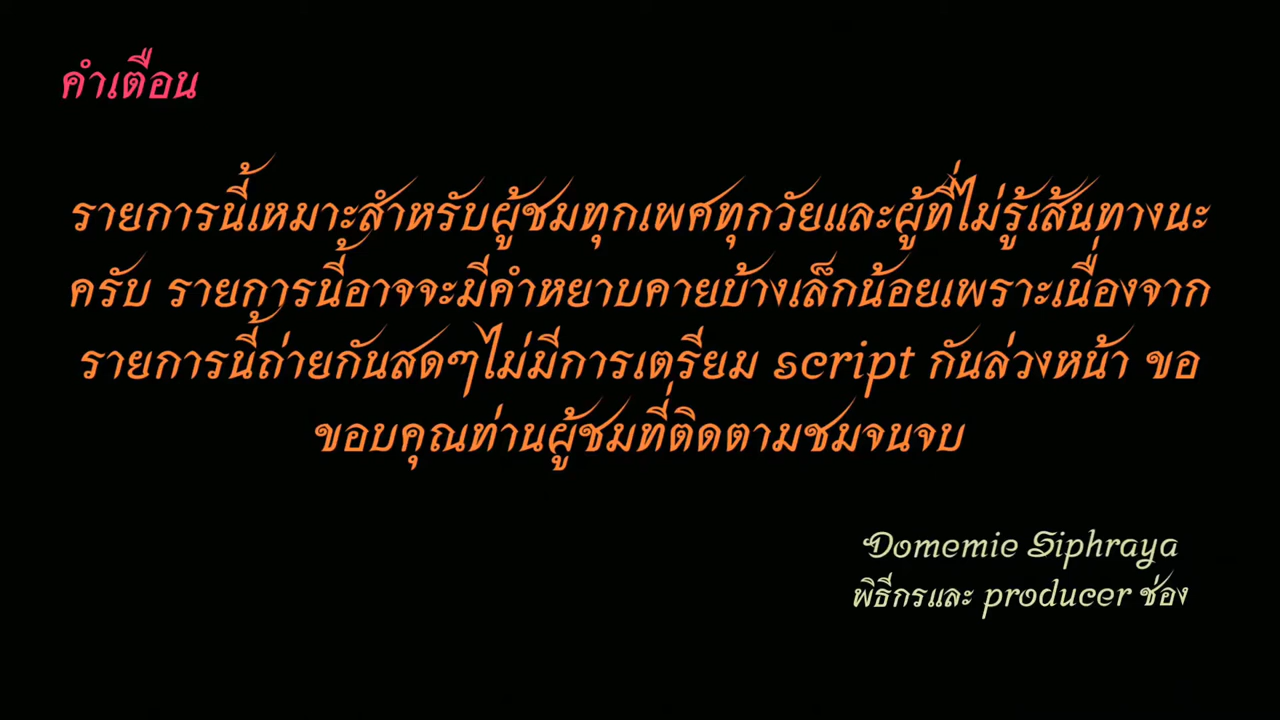 คำเตือน
รายการนี้เหมาะสำหรับผู้ชมทุกเพศทุกวัยและผู้ที่ไม่รู้เส้นทางนะ
ครับ รายการนี้อาจจะมีคำหยาบคายบ้างเล็กน้อยเพราะเนื่องจาก
รายการนี้ถ่ายกันสดๆไม่มีการเตรียม script กันล่วงหน้า ขอ
ขอบคุณท่านผู้ชมที่ติดตามชมจนจบ
Domemie Siphraya
พิธีกรและ producer ช่อง